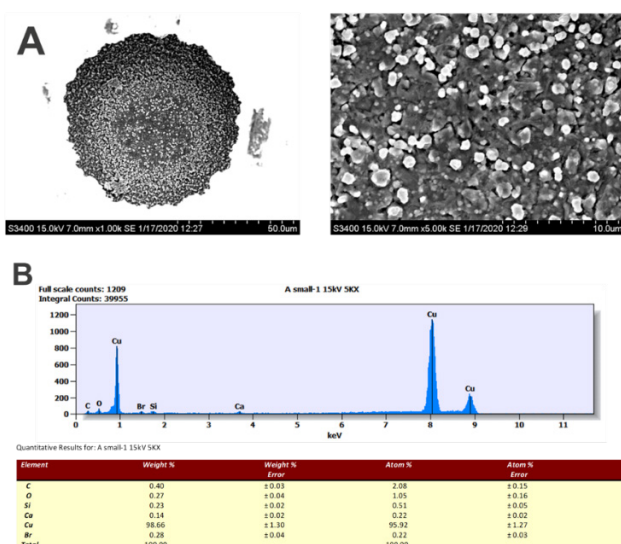 A
S3400 15.0kV 7.0mm x1.00k SE 1/17/2020 12:27 50.0um
S3400 15.0kV 7.0mm x5.00k SE 1/17/2020 12:29 10.0um
B
Full scale counts: 1209 A small-1 15kV 5KX
Integral Counts: 39955
1200
1000
800
600
400
200
0
Cu
C O Br Si Ca
Cu
Cu
0 1 2 3 4 5 6 7 8 9 10 11
keV
Quantitative Results for: A small-1 15kV 5KX
Element Weight % Weight % Error Atom % Atom % Error
C 0.40 ± 0.03 2.08 ± 0.15
O 0.27 ± 0.04 1.05 ± 0.16
Si 0.23 ± 0.02 0.51 ± 0.05
Ca 0.14 ± 0.02 0.22 ± 0.02
Cu 98.66 ± 1.30 95.92 ± 1.27
Br 0.28 ± 0.04 0.22 ± 0.03
Total 100.00 100.00